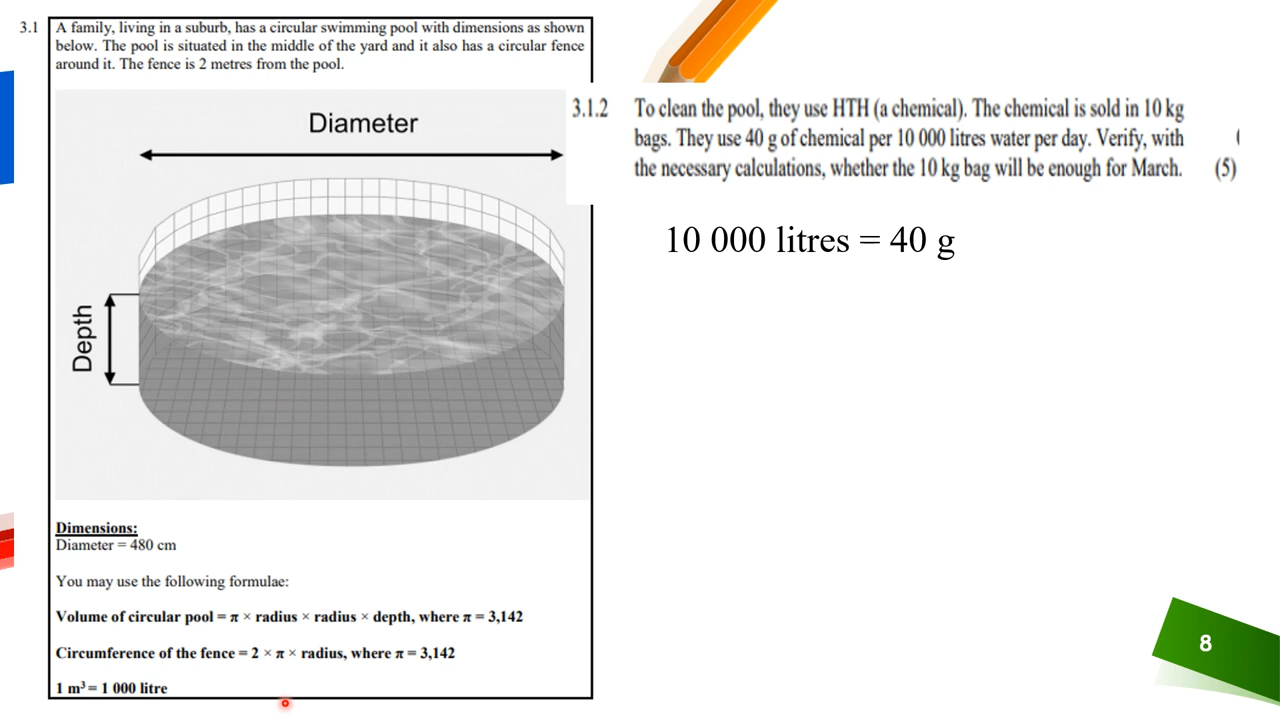 3.1 A family, living in a suburb, has a circular swimming pool with dimensions as shown
below. The pool is situated in the middle of the yard and it also has a circular fence
around it. The fence is 2 metres from the pool.
Diameter
Depth
Dimensions:
Diameter = 480 cm
You may use the following formulae:
Volume of circular pool = π × radius × radius × depth, where π = 3,142
Circumference of the fence = 2 × π × radius, where π = 3,142
1 m³ = 1 000 litre
3.1.2 To clean the pool, they use HTH (a chemical). The chemical is sold in 10 kg
bags. They use 40 g of chemical per 10 000 litres water per day. Verify, with (
the necessary calculations, whether the 10 kg bag will be enough for March. (5)
10 000 litres = 40 g
8